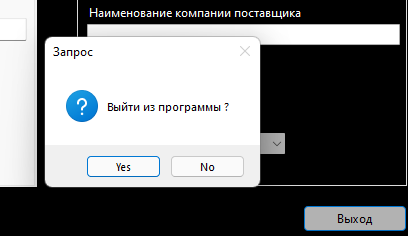 Наименование компании поставщика
Запрос
Выйти из программы ?
Yes
No
Выход